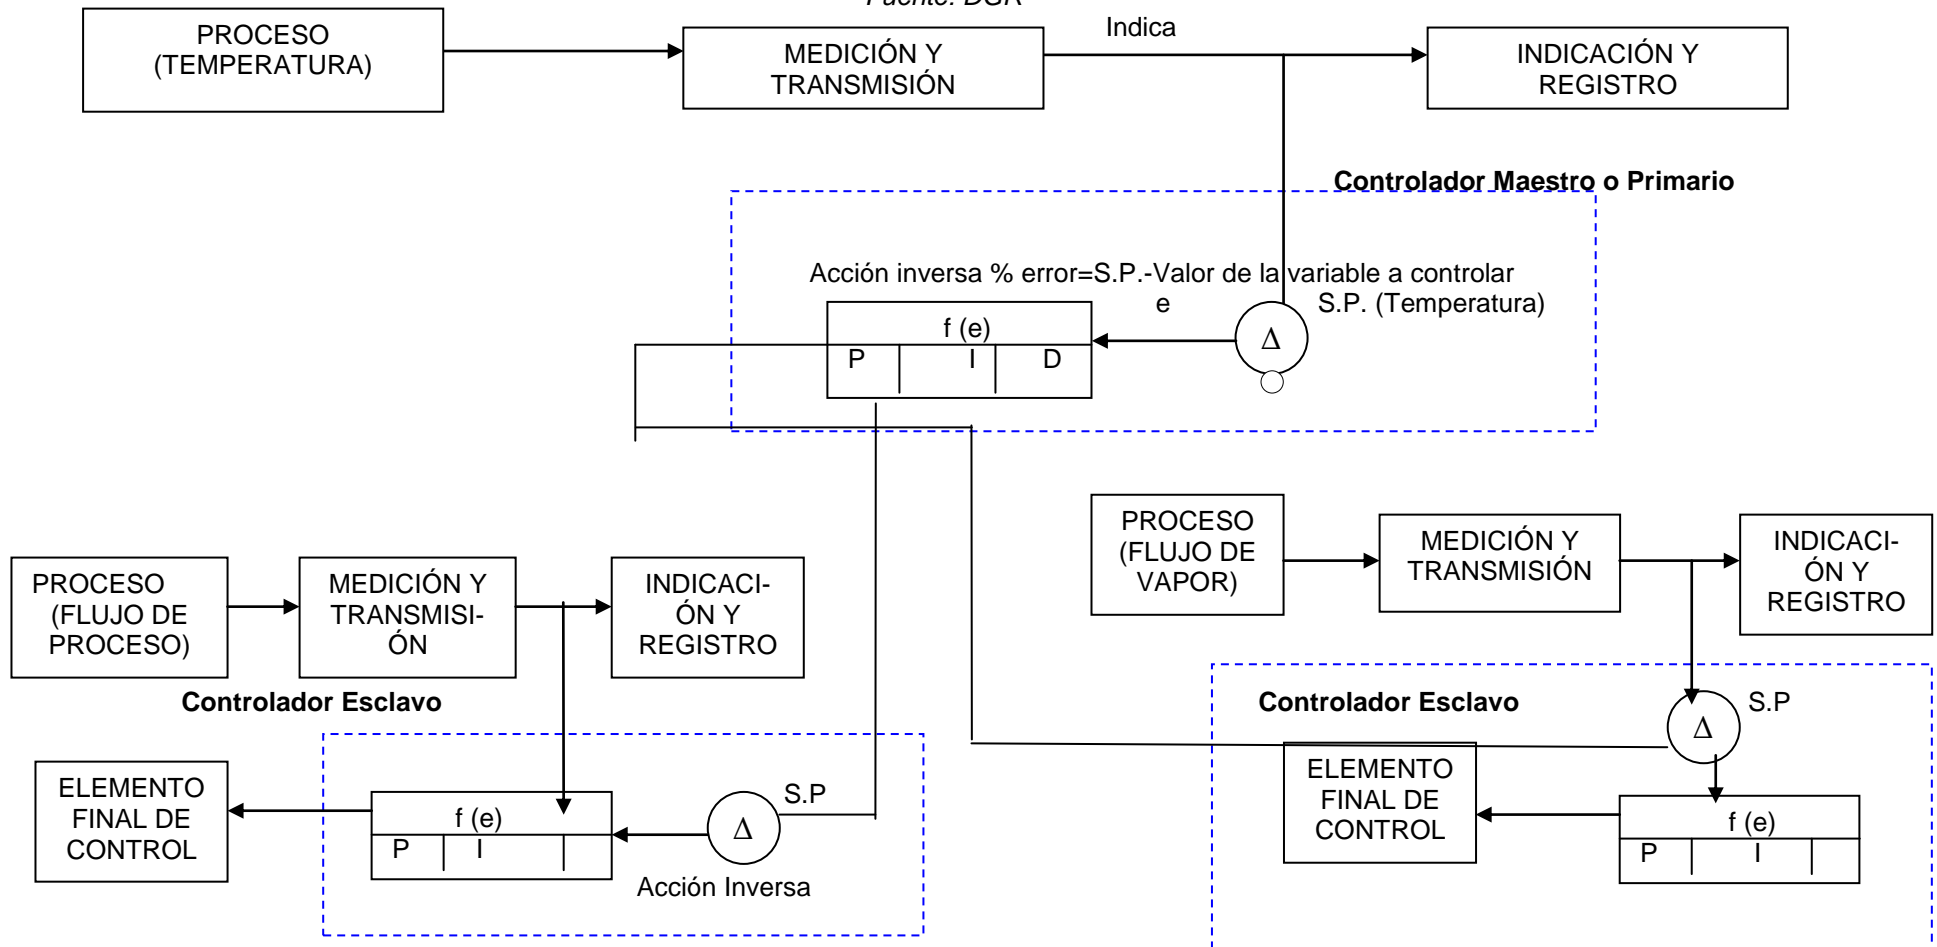 Fuente: DGR
PROCESO
(TEMPERATURA)
MEDICIÓN Y
TRANSMISIÓN
Indica
INDICACIÓN Y
REGISTRO
Controlador Maestro o Primario
Acción inversa % error=S.P.-Valor de la variable a controlar
e
S.P. (Temperatura)
f (e)
P I D
Δ
PROCESO
(FLUJO DE
PROCESO)
MEDICIÓN Y
TRANSMISI-
ÓN
INDICACI-
ÓN Y
REGISTRO
PROCESO
(FLUJO DE
VAPOR)
MEDICIÓN Y
TRANSMISIÓN
INDICACI-
ÓN Y
REGISTRO
Controlador Esclavo
ELEMENTO
FINAL DE
CONTROL
f (e)
P I
Δ
S.P
Acción Inversa
Controlador Esclavo
S.P
Δ
ELEMENTO
FINAL DE
CONTROL
f (e)
P I